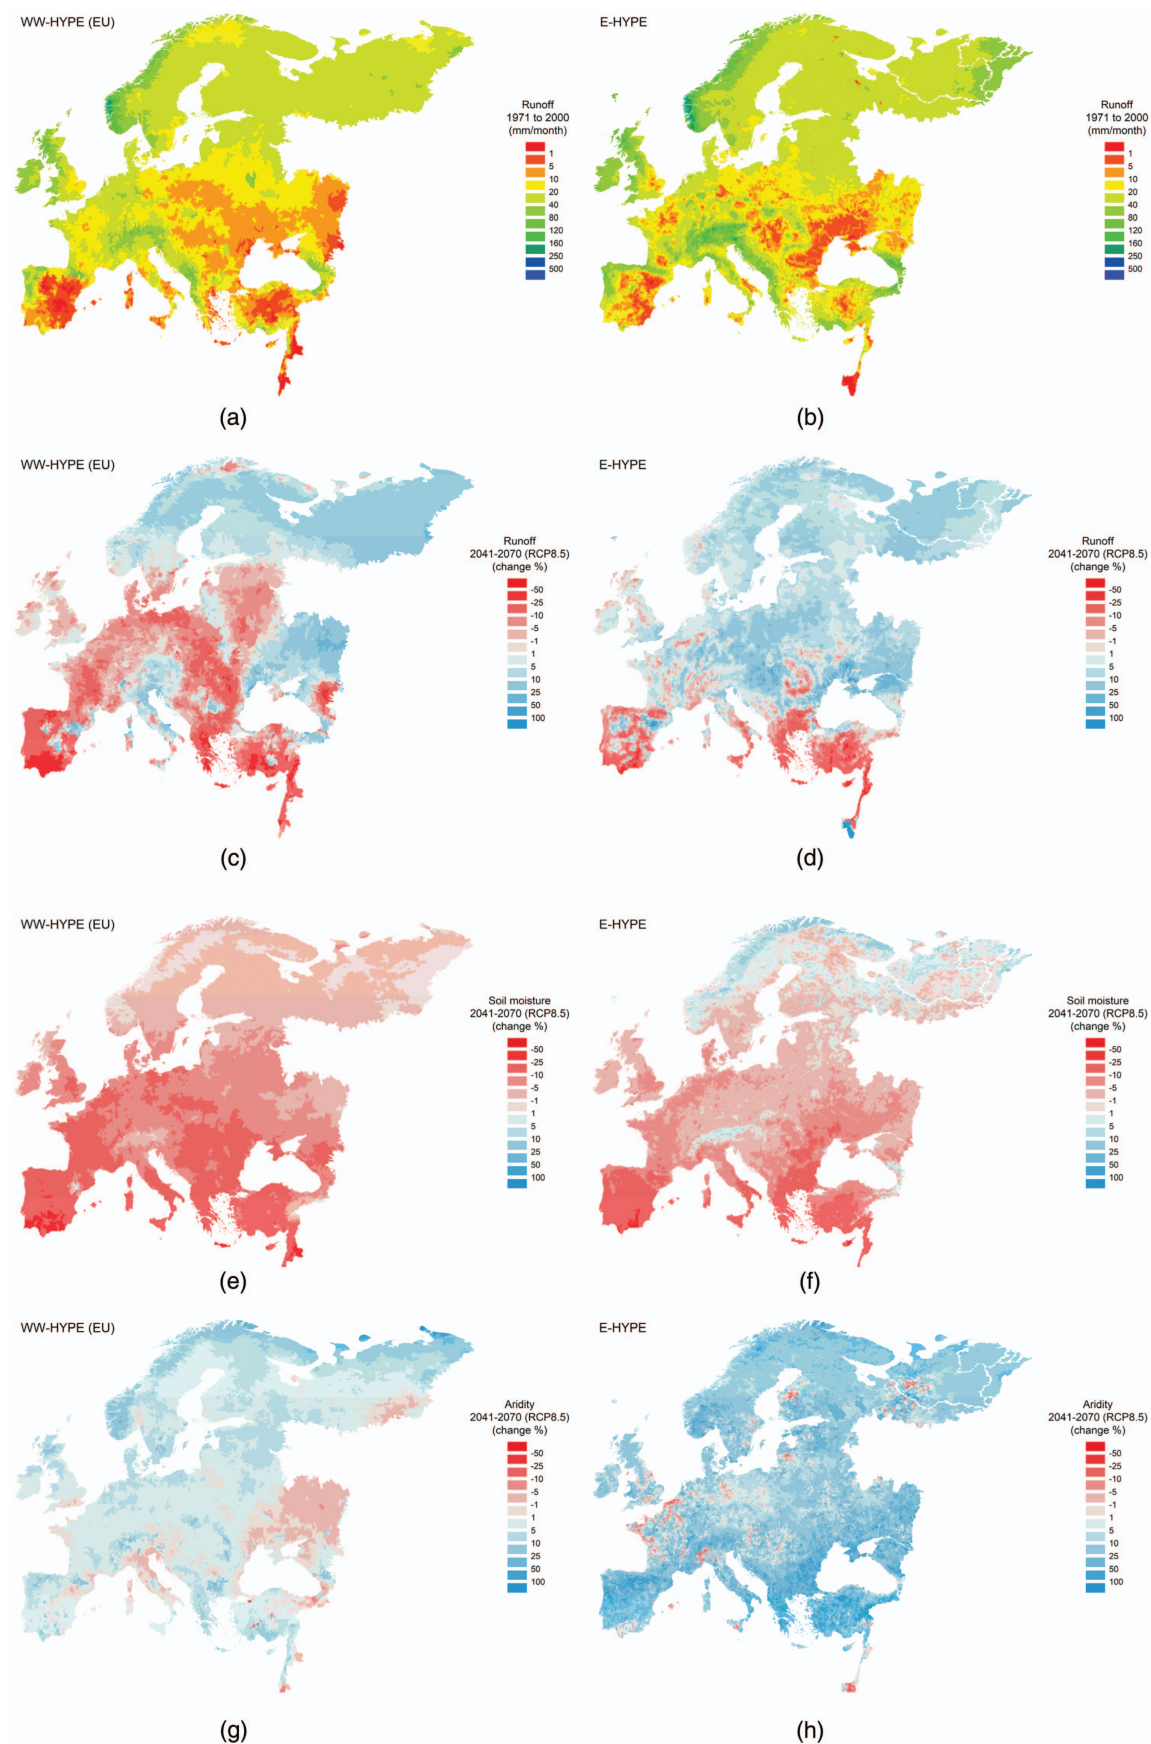 WW-HYPE (EU)
Runoff
1971 to 2000
(mm/month)
1
5
10
20
40
80
120
160
250
500
(a)
E-HYPE
Runoff
1971 to 2000
(mm/month)
1
5
10
20
40
80
120
160
250
500
(b)
WW-HYPE (EU)
Runoff
2041-2070 (RCP8.5)
(change %)
-50
-25
-10
-5
-1
1
5
10
25
50
100
(c)
E-HYPE
Runoff
2041-2070 (RCP8.5)
(change %)
-50
-25
-10
-5
-1
1
5
10
25
50
100
(d)
WW-HYPE (EU)
Soil moisture
2041-2070 (RCP8.5)
(change %)
-50
-25
-10
-5
-1
1
5
10
25
50
100
(e)
E-HYPE
Soil moisture
2041-2070 (RCP8.5)
(change %)
-50
-25
-10
-5
-1
1
5
10
25
50
100
(f)
WW-HYPE (EU)
Aridity
2041-2070 (RCP8.5)
(change %)
-50
-25
-10
-5
-1
1
5
10
25
50
100
(g)
E-HYPE
Aridity
2041-2070 (RCP8.5)
(change %)
-50
-25
-10
-5
-1
1
5
10
25
50
100
(h)